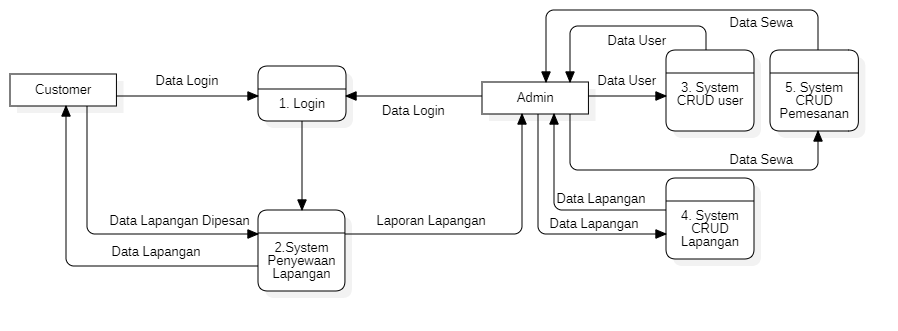 Data Sewa
Data User
Customer
Data Login
1. Login
Data Login
Admin
Data User
3. System
CRUD user
5. System
CRUD
Pemesanan
Data Sewa
Data Lapangan
Data Lapangan
4. System
CRUD
Lapangan
Data Lapangan Dipesan
Laporan Lapangan
Data Lapangan
2.System
Penyewaan
Lapangan